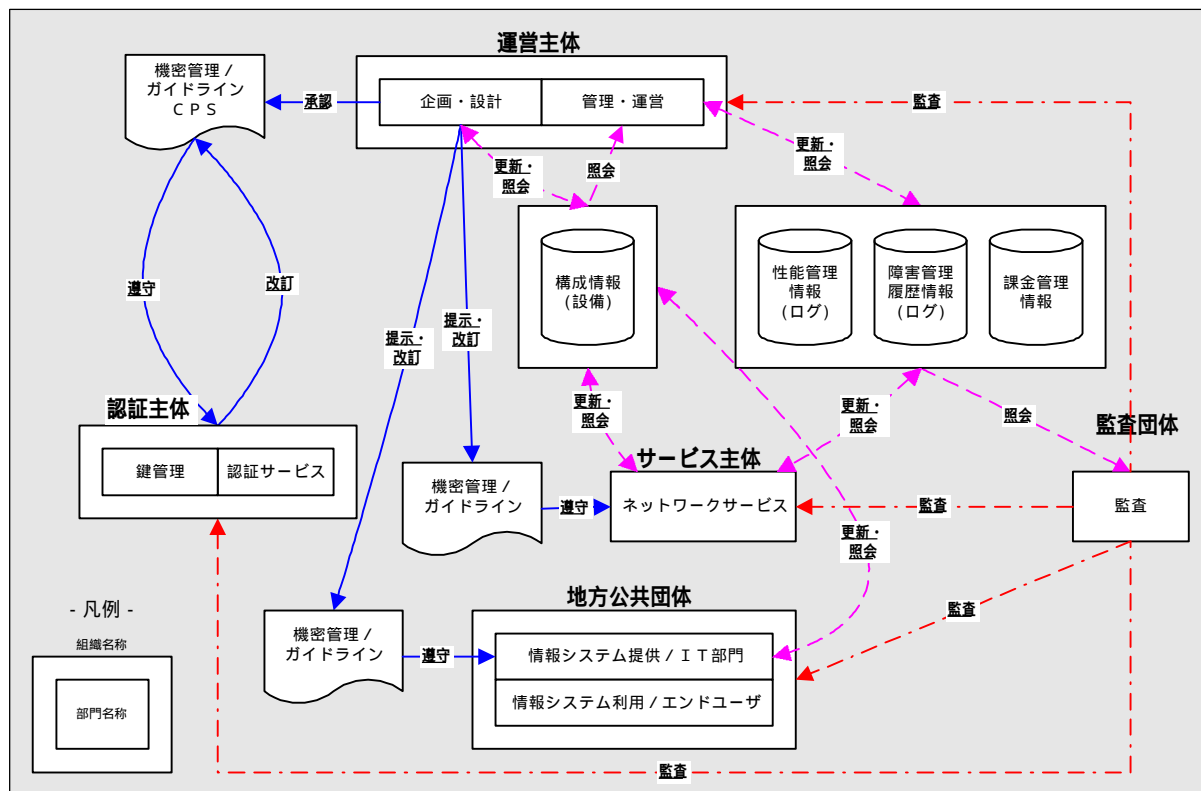 運営主体
機密管理/
ガイドライン
CPS
承認
企画・設計
管理・運営
監査
更新・
照会
照会
更新・
照会
遵守
改訂
構成情報
(設備)
性能管理
情報
(ログ)
障害管理
履歴情報
(ログ)
課金管理
情報
提示・
改訂
提示・
改訂
認証主体
鍵管理
認証サービス
更新・
照会
更新・
照会
照会
監査団体
サービス主体
機密管理/
ガイドライン
遵守
ネットワークサービス
監査
監査
更新・
照会
- 凡例 -
組織名称
部門名称
地方公共団体
機密管理/
ガイドライン
遵守
情報システム提供/IT部門
情報システム利用/エンドユーザ
監査
監査